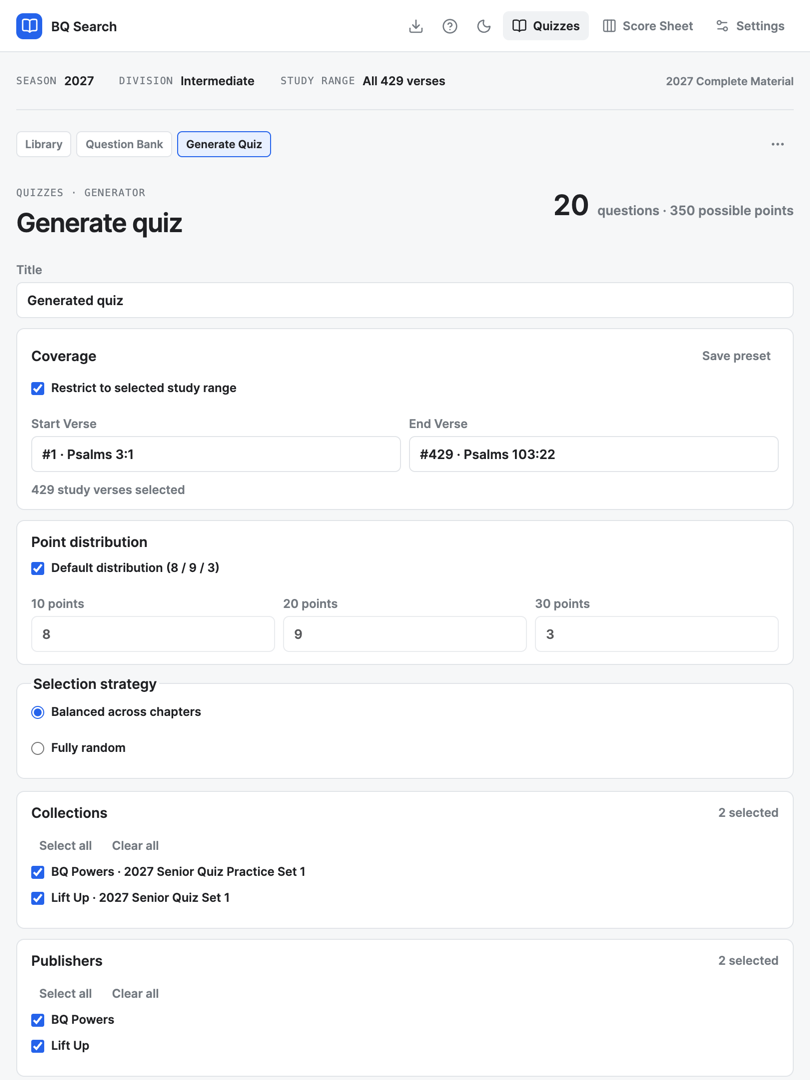 BQ Search
Quizzes
Score Sheet
Settings
SEASON 2027 DIVISION Intermediate STUDY RANGE All 429 verses 2027 Complete Material
Library Question Bank Generate Quiz
QUIZZES · GENERATOR
Generate quiz
20 questions · 350 possible points
Title
Generated quiz
Coverage Save preset
Restrict to selected study range
Start Verse End Verse
#1 · Psalms 3:1 #429 · Psalms 103:22
429 study verses selected
Point distribution
Default distribution (8 / 9 / 3)
10 points 20 points 30 points
8 9 3
Selection strategy
Balanced across chapters
Fully random
Collections 2 selected
Select all Clear all
BQ Powers · 2027 Senior Quiz Practice Set 1
Lift Up · 2027 Senior Quiz Set 1
Publishers 2 selected
Select all Clear all
BQ Powers
Lift Up